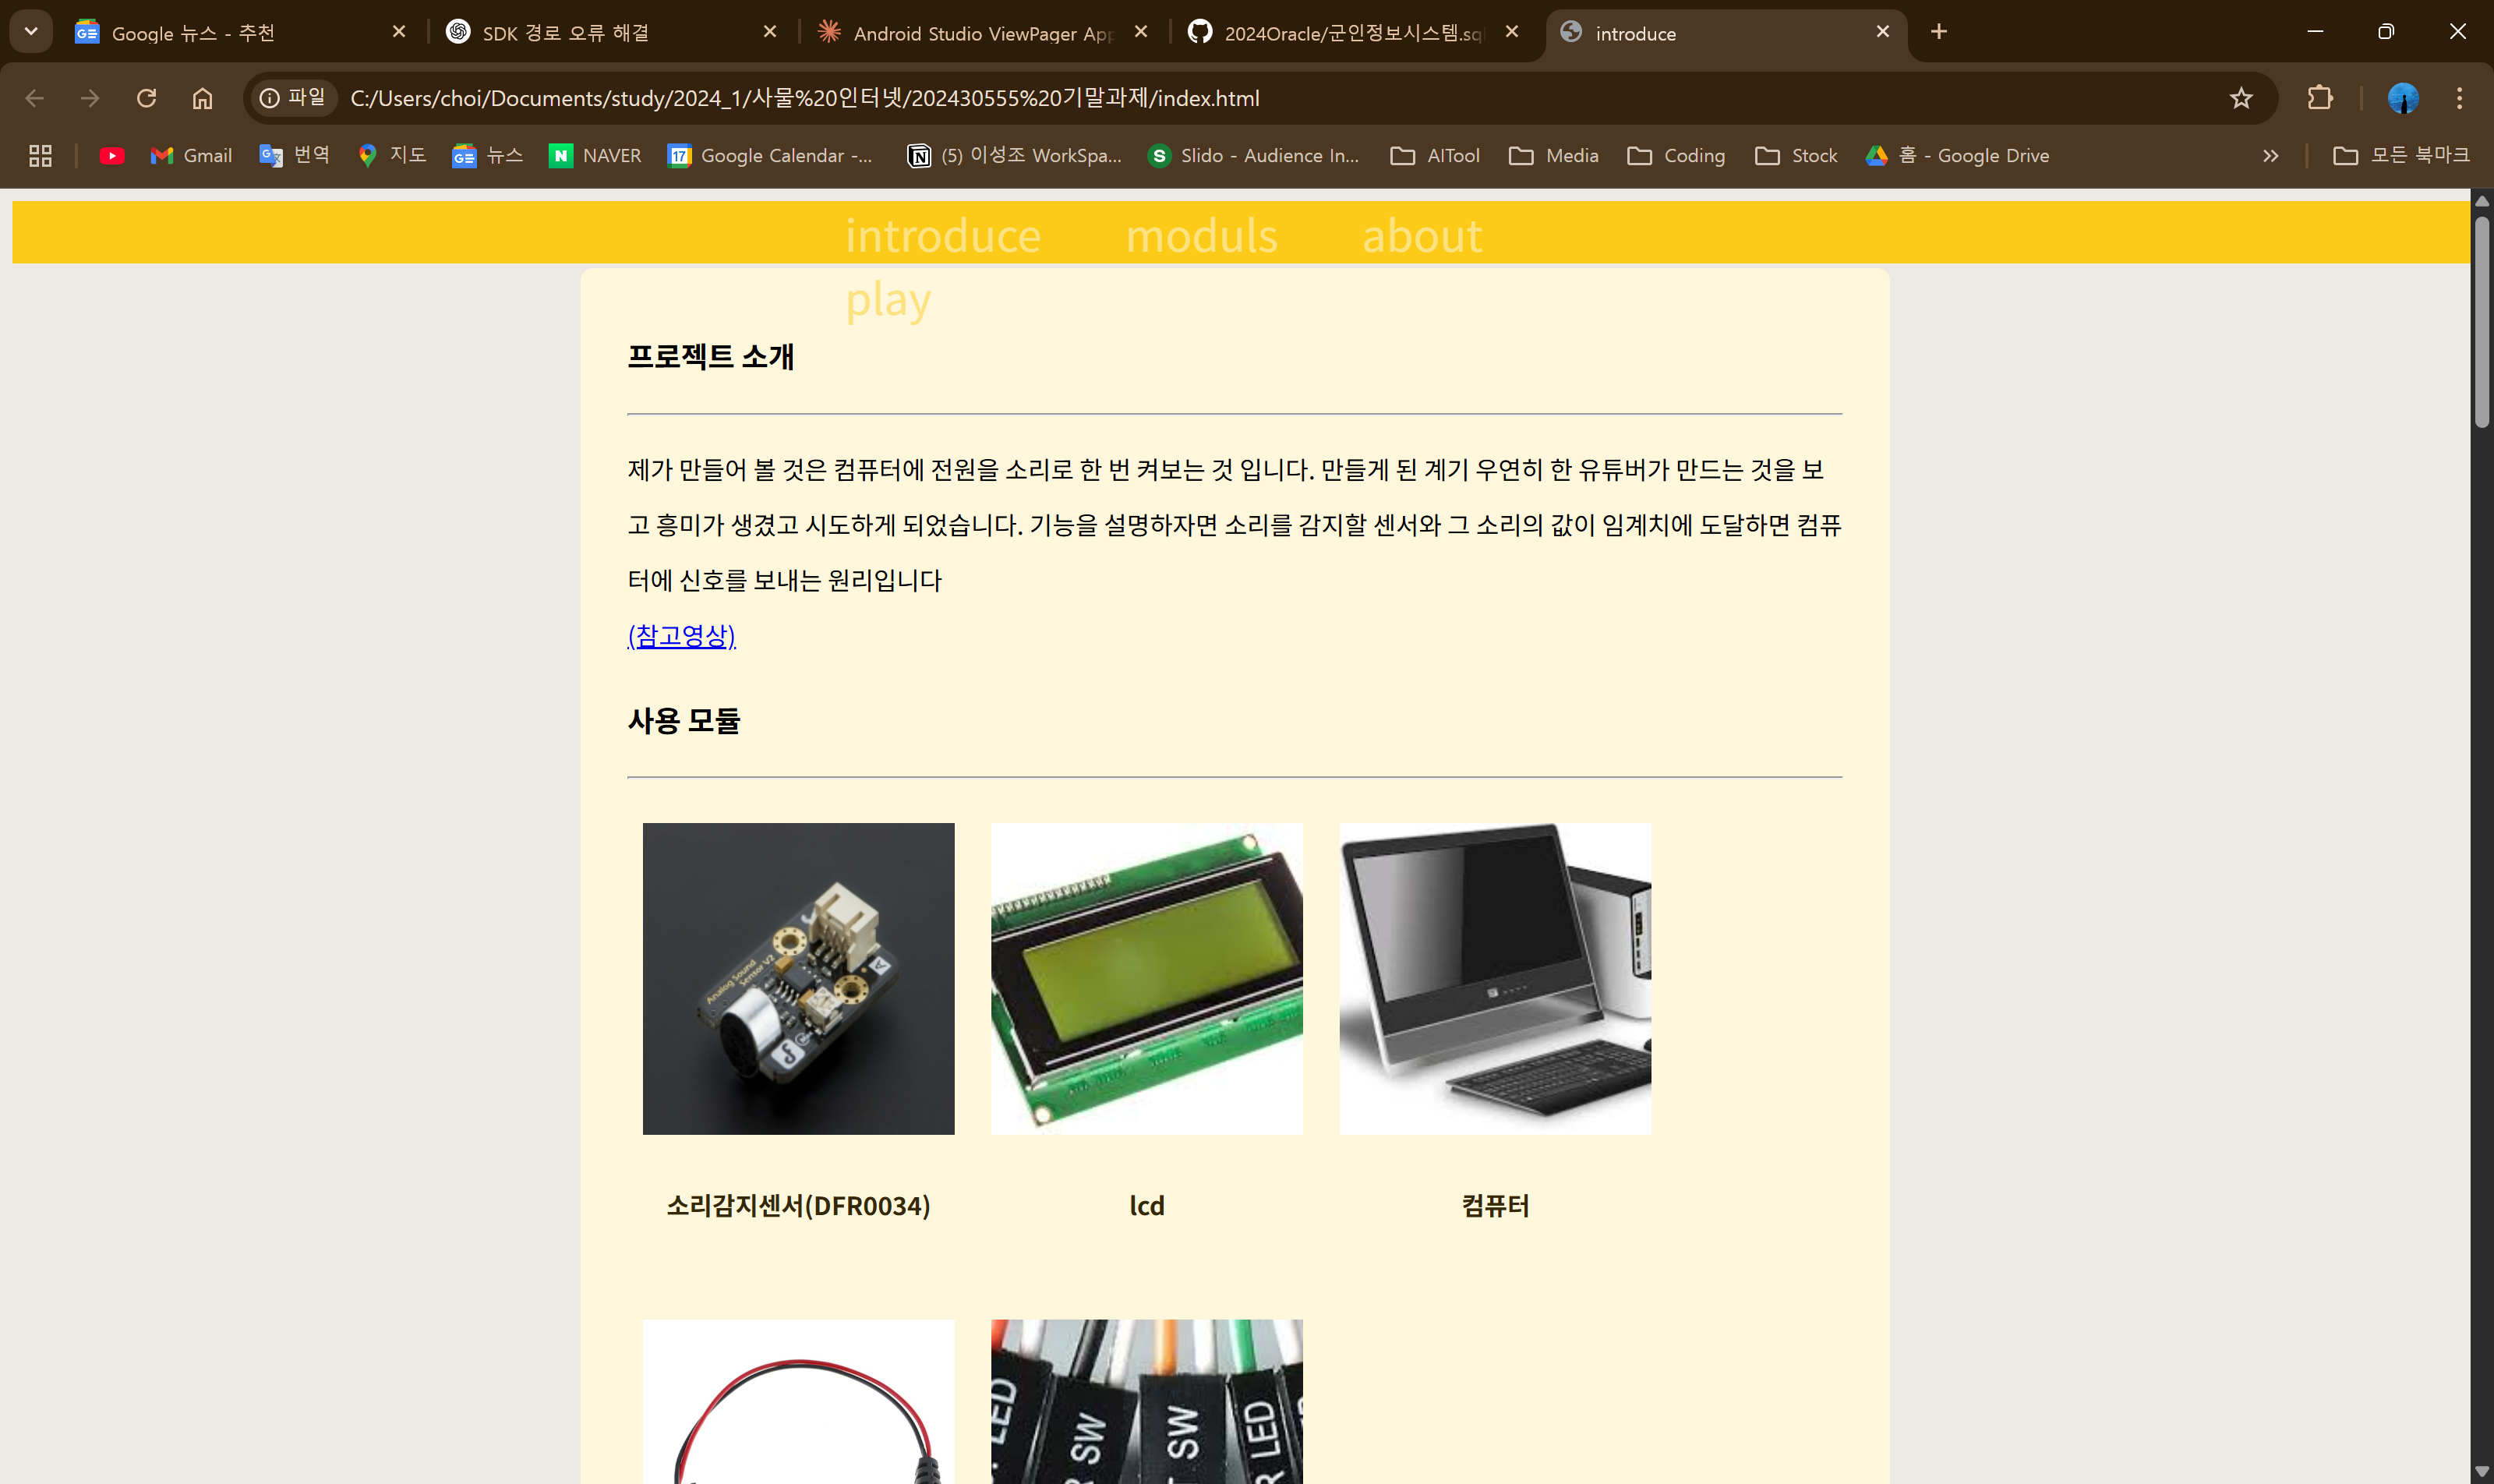 Google 뉴스 - 추천
SDK 경로 오류 해결
Android Studio ViewPager App
2024Oracle/군인정보시스템.sql
introduce
파일
C:/Users/choi/Documents/study/2024_1/사물%20인터넷/202430555%20기말과제/index.html
Gmail
번역
지도
뉴스
NAVER
17 Google Calendar -...
(5) 이성조 WorkSpa...
Slido - Audience In...
AITool
Media
Coding
Stock
홈 - Google Drive
모든 북마크
introduce moduls about
play
프로젝트 소개
제가 만들어 볼 것은 컴퓨터에 전원을 소리로 한 번 켜보는 것 입니다. 만들게 된 계기 우연히 한 유튜버가 만드는 것을 보
고 흥미가 생겼고 시도하게 되었습니다. 기능을 설명하자면 소리를 감지할 센서와 그 소리의 값이 임계치에 도달하면 컴퓨
터에 신호를 보내는 원리입니다
(참고영상)
사용 모듈
Analog Sound
Sensor V2
A
소리감지센서(DFR0034)
lcd
컴퓨터
LED
SW
SW
LED